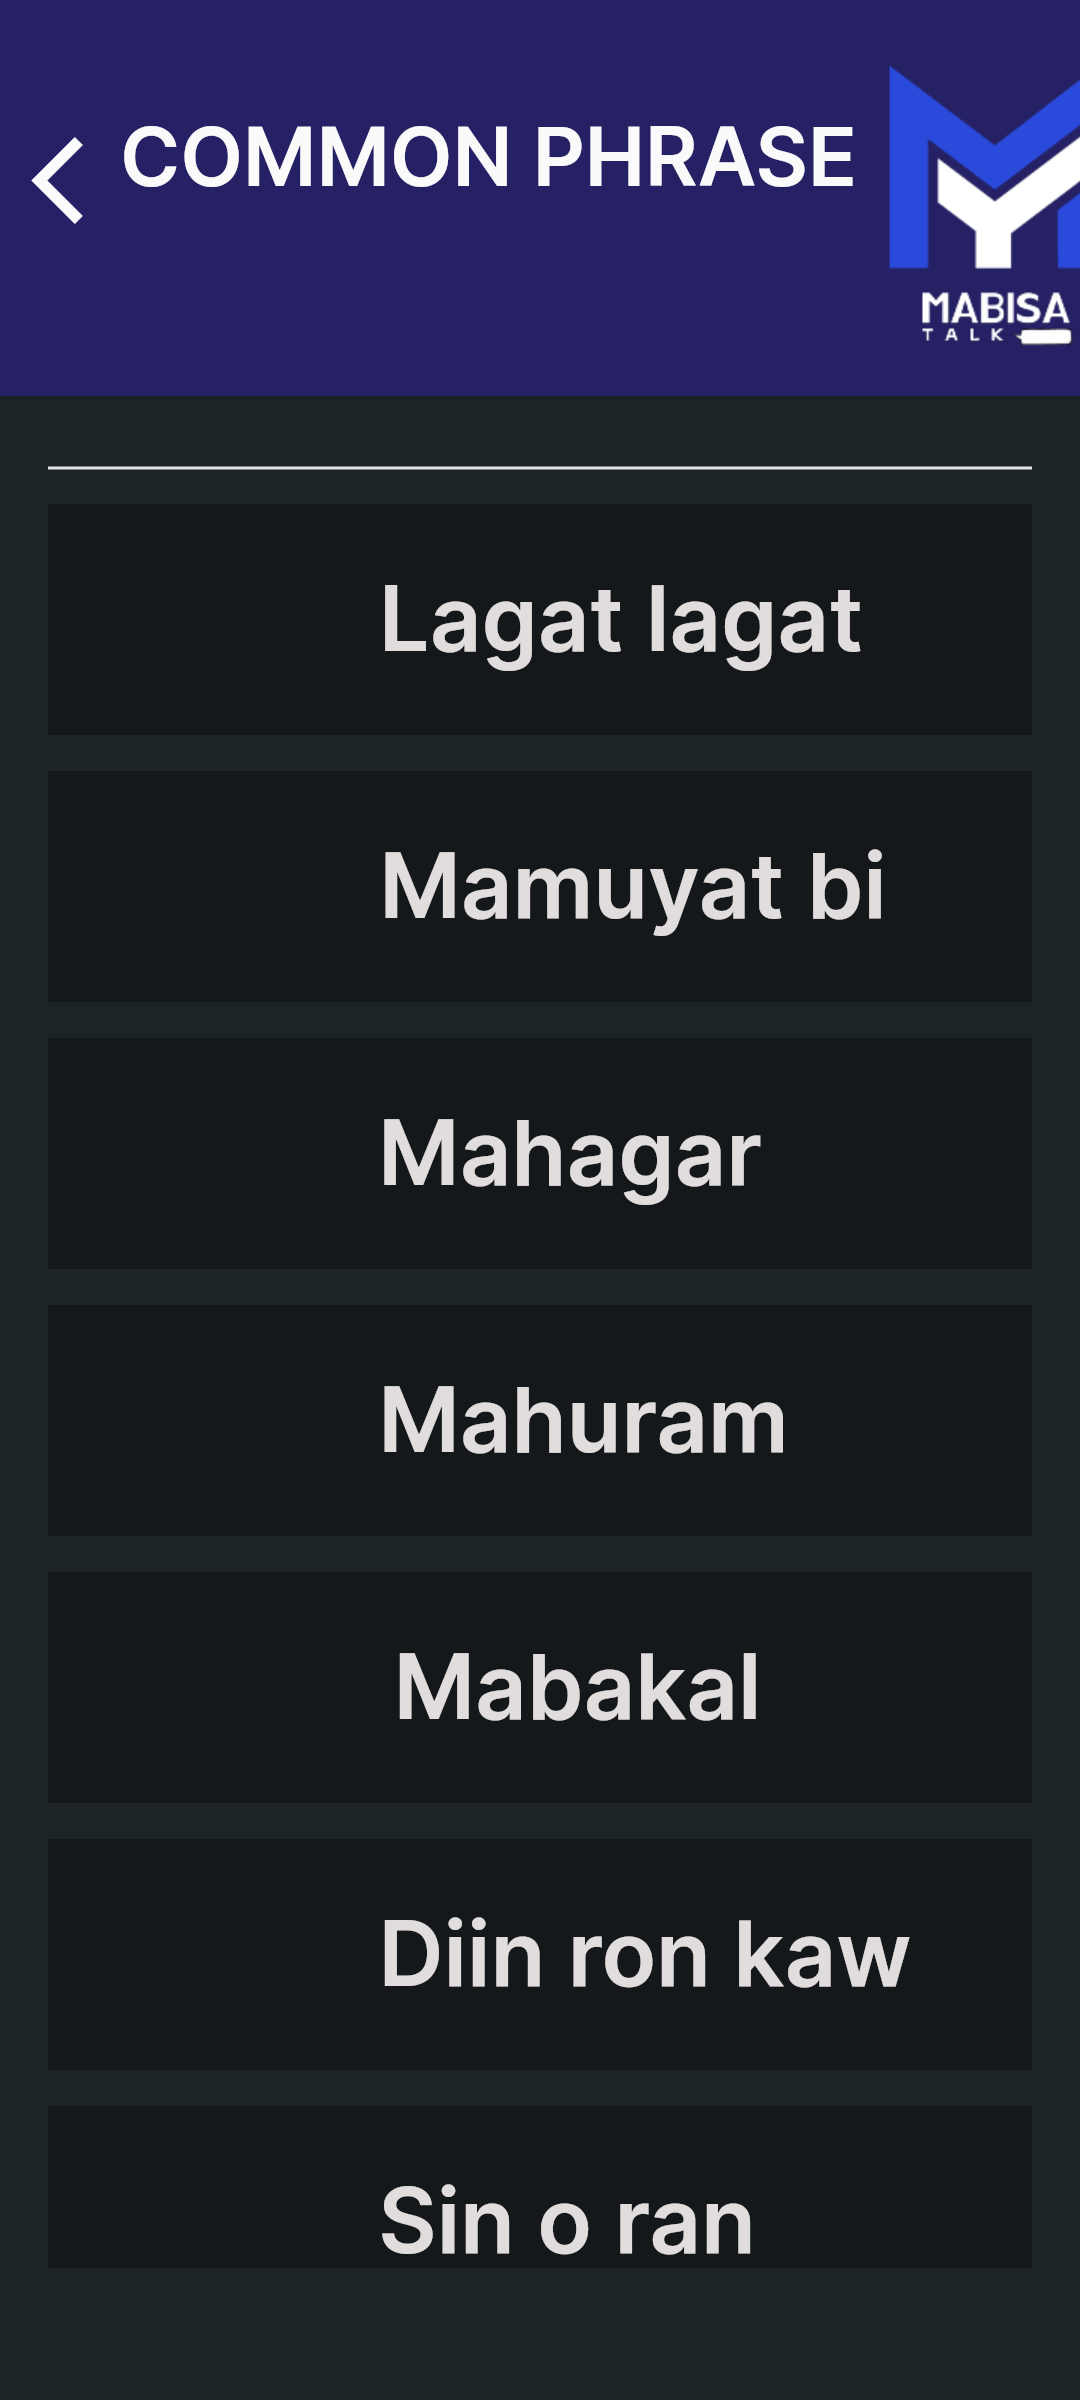 COMMON PHRASE
MABISA
TALK
Lagat lagat
Mamuyat bi
Mahagar
Mahuram
Mabakal
Diin ron kaw
Sin o ran